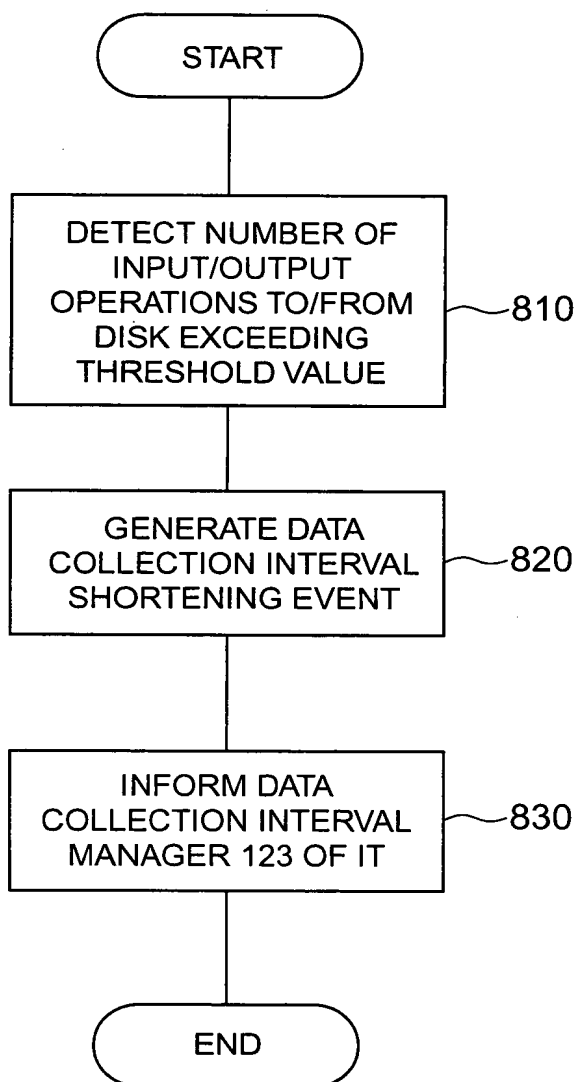 START
DETECT NUMBER OF
INPUT/OUTPUT
OPERATIONS TO/FROM
DISK EXCEEDING
THRESHOLD VALUE
810
GENERATE DATA
COLLECTION INTERVAL
SHORTENING EVENT
820
INFORM DATA
COLLECTION INTERVAL
MANAGER 123 OF IT
830
END